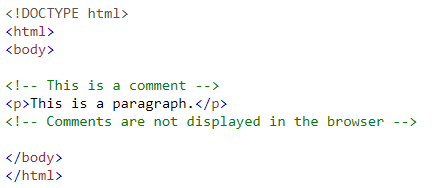 <!DOCTYPE html>
<html>
<body>
<!-- This is a comment -->
<p>This is a paragraph.</p>
<!-- Comments are not displayed in the browser -->
</body>
</html>